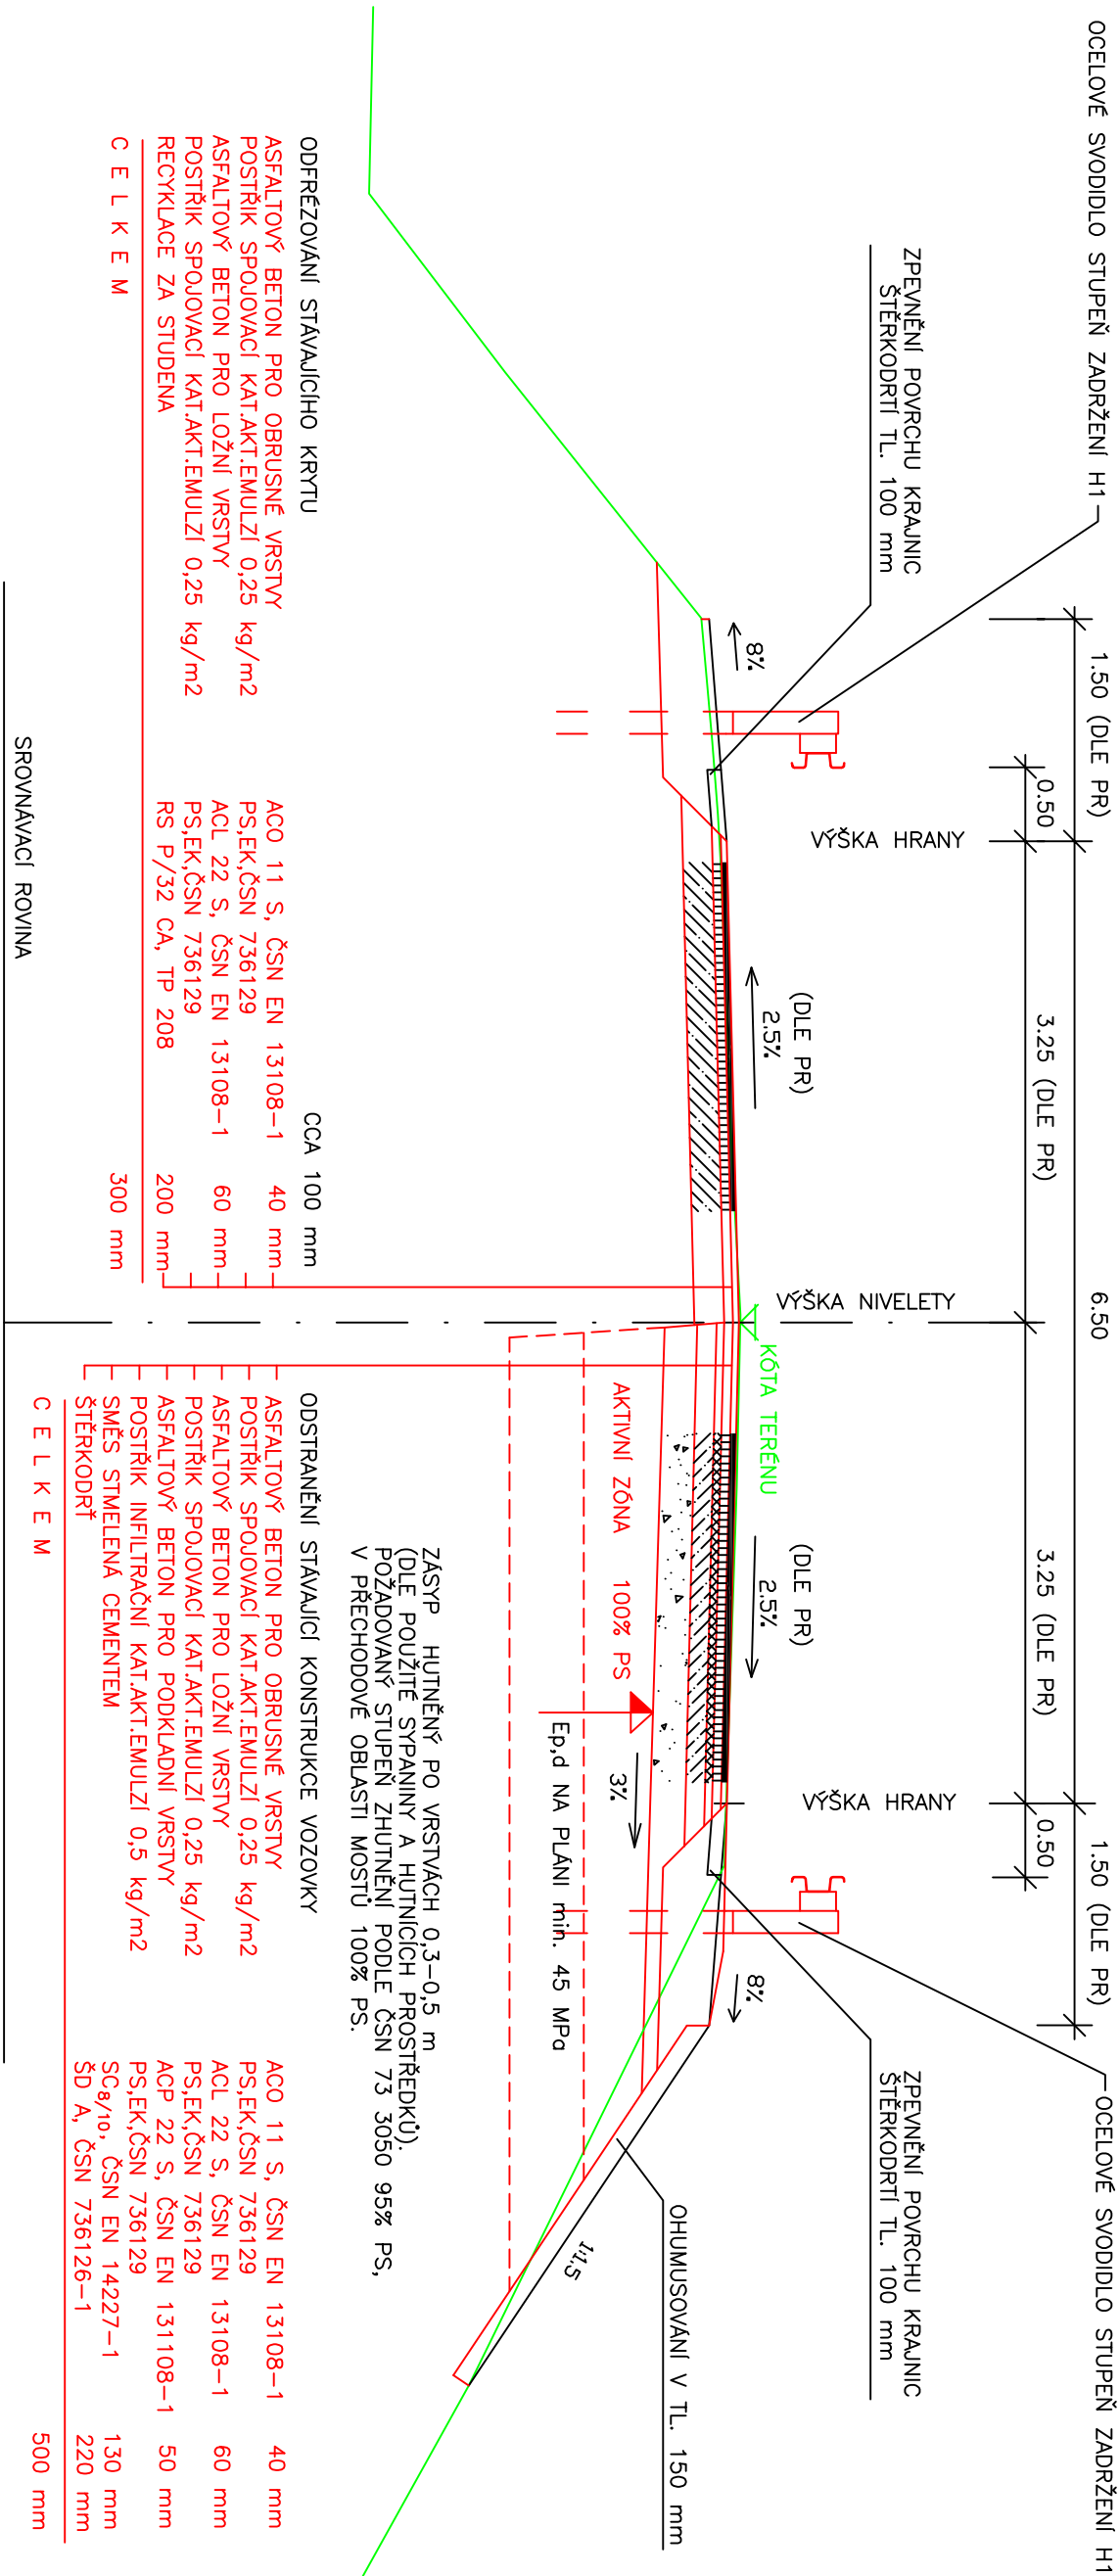 OCELOVÉ SVODIDLO STUPEŇ ZADRŽENÍ H1
OCELOVÉ SVODIDLO STUPEŇ ZADRŽENÍ H1
1.50 (DLE PR)
6.50
1.50 (DLE PR)
0.50
3.25 (DLE PR)
3.25 (DLE PR)
0.50
ZPEVNĚNÍ POVRCHU KRAJNIC
ŠTĚRKODRTÍ TL. 100 mm
ZPEVNĚNÍ POVRCHU KRAJNIC
ŠTĚRKODRTÍ TL. 100 mm
VÝŠKA HRANY
VÝŠKA NIVELETY
VÝŠKA HRANY
(DLE PR)
2.5%
(DLE PR)
2.5%
8%
8%
KÓTA TERÉNU
AKTIVNÍ ZÓNA 100% PS
3%
Ep,d NA PLÁNI min. 45 MPa
OHUMUSOVÁNÍ V TL. 150 mm
1:1.5
ZÁSYP HUTNĚNÝ PO VRSTVÁCH 0,3-0,5 m
(DLE POUŽITÉ SYPANINY A HUTNÍCÍCH PROSTŘEDKŮ).
POŽADOVANÝ STUPEŇ ZHUTNĚNÍ PODLE ČSN 73 3050 95% PS,
V PŘECHODOVÉ OBLASTI MOSTŮ 100% PS.
ODFRÉZOVÁNÍ STÁVAJÍCÍHO KRYTU CCA 100 mm
ASFALTOVÝ BETON PRO OBRUSNÉ VRSTVY ACO 11 S, ČSN EN 13108-1 40 mm
POSTŘIK SPOJOVACÍ KAT.AKT.EMULZÍ 0,25 kg/m2 PS,EK,ČSN 736129
ASFALTOVÝ BETON PRO LOŽNÍ VRSTVY ACL 22 S, ČSN EN 13108-1 60 mm
POSTŘIK SPOJOVACÍ KAT.AKT.EMULZÍ 0,25 kg/m2 PS,EK,ČSN 736129
RECYKLACE ZA STUDENA RS P/32 CA, TP 208 200 mm
C E L K E M 300 mm
ODSTRANĚNÍ STÁVAJÍCÍ KONSTRUKCE VOZOVKY
ASFALTOVÝ BETON PRO OBRUSNÉ VRSTVY ACO 11 S, ČSN EN 13108-1 40 mm
POSTŘIK SPOJOVACÍ KAT.AKT.EMULZÍ 0,25 kg/m2 PS,EK,ČSN 736129
ASFALTOVÝ BETON PRO LOŽNÍ VRSTVY ACL 22 S, ČSN EN 13108-1 60 mm
POSTŘIK SPOJOVACÍ KAT.AKT.EMULZÍ 0,25 kg/m2 PS,EK,ČSN 736129
ASFALTOVÝ BETON PRO PODKLADNÍ VRSTVY ACP 22 S, ČSN EN 131108-1 50 mm
POSTŘIK INFILTRAČNÍ KAT.AKT.EMULZÍ 0,5 kg/m2 PS,EK,ČSN 736129
SMĚS STMELENÁ CEMENTEM SC8/10, ČSN EN 14227-1 130 mm
ŠTĚRKODRŤ ŠD A, ČSN 736126-1 220 mm
C E L K E M 500 mm
SROVNÁVACÍ ROVINA